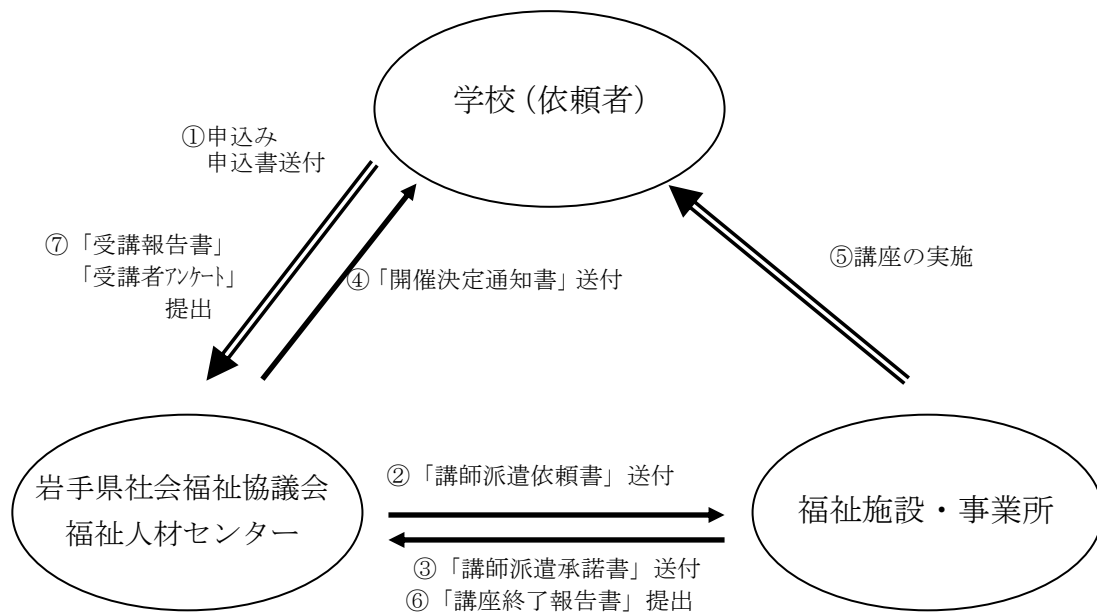 学校（依頼者）
①申込み
申込書送付
⑦「受講報告書」
「受講者ｱﾝｹｰﾄ」
提出
④「開催決定通知書」送付
⑤講座の実施
岩手県社会福祉協議会
福祉人材センター
②「講師派遣依頼書」送付
福祉施設・事業所
③「講師派遣承諾書」送付
⑥「講座終了報告書」提出